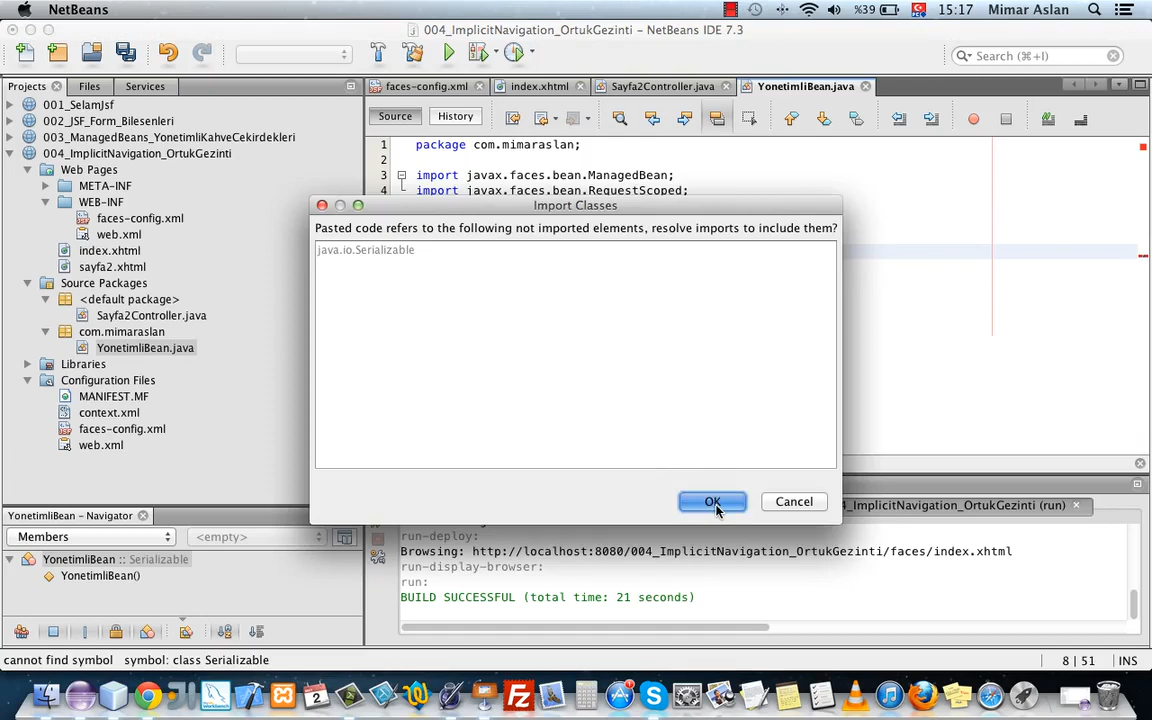 NetBeans
%39
15:17
Mimar Aslan
004_ImplicitNavigation_OrtukGezinti - NetBeans IDE 7.3
Search (⌘+I)
Projects
Files
Services
faces-config.xml
index.xhtml
Sayfa2Controller.java
YonetimliBean.java
Source
History
001_SelamJsf
002_JSF_Form_Bilesenleri
003_ManagedBeans_YonetimliKahveCekirdekleri
004_ImplicitNavigation_OrtukGezinti
Web Pages
META-INF
WEB-INF
faces-config.xml
web.xml
index.xhtml
sayfa2.xhtml
Source Packages
<default package>
Sayfa2Controller.java
com.mimaraslan
YonetimliBean.java
Libraries
Configuration Files
MANIFEST.MF
context.xml
faces-config.xml
web.xml
1 package com.mimaraslan;
2
3 import javax.faces.bean.ManagedBean;
4 import javax.faces.bean.RequestScoped;
Import Classes
Pasted code refers to the following not imported elements, resolve imports to include them?
java.io.Serializable
OK
Cancel
YonetimliBean - Navigator
Members
<empty>
YonetimliBean :: Serializable
YonetimliBean()
_ImplicitNavigation_OrtukGezinti (run)
run-deploy:
Browsing: http://localhost:8080/004_ImplicitNavigation_OrtukGezinti/faces/index.xhtml
run-display-browser:
run:
BUILD SUCCESSFUL (total time: 21 seconds)
cannot find symbol symbol: class Serializable
8 | 51
INS